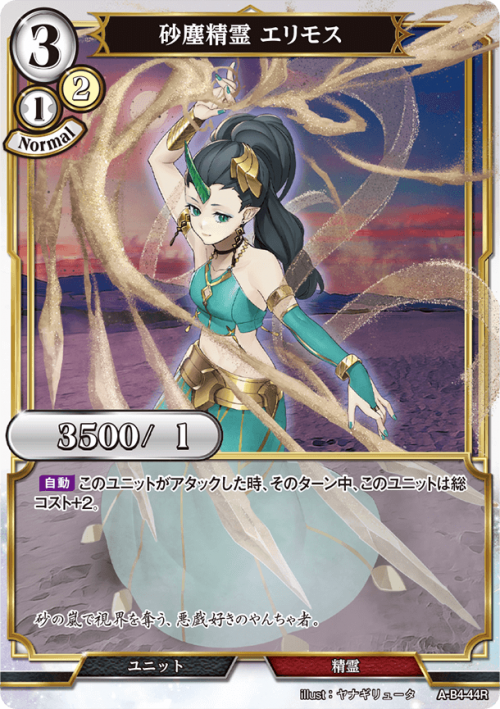 3
砂塵精霊 エリモス
2
1
Normal
3500/ 1
自動 このユニットがアタックした時、そのターン中、このユニットは総
コスト+2。
砂の嵐で視界を奪う、悪戯好きのやんちゃ者。
ユニット
精霊
illust：ヤナギリュータ
A-B4-44R